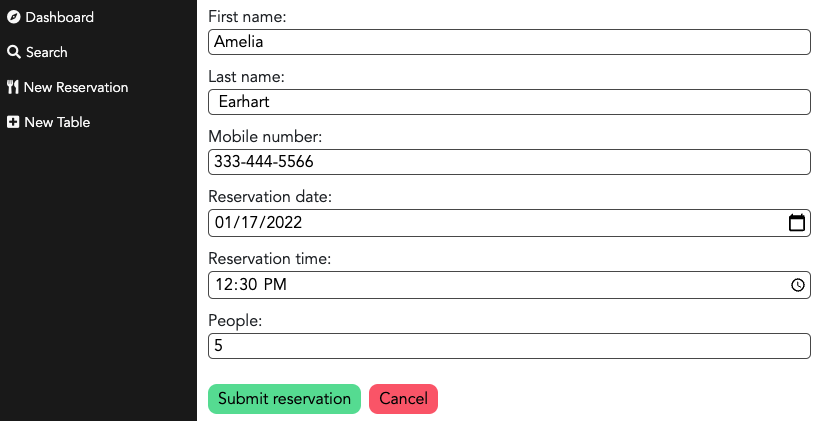 Dashboard
Search
New Reservation
New Table
First name:
Amelia
Last name:
Earhart
Mobile number:
333-444-5566
Reservation date:
01/17/2022
Reservation time:
12:30 PM
People:
5
Submit reservation Cancel